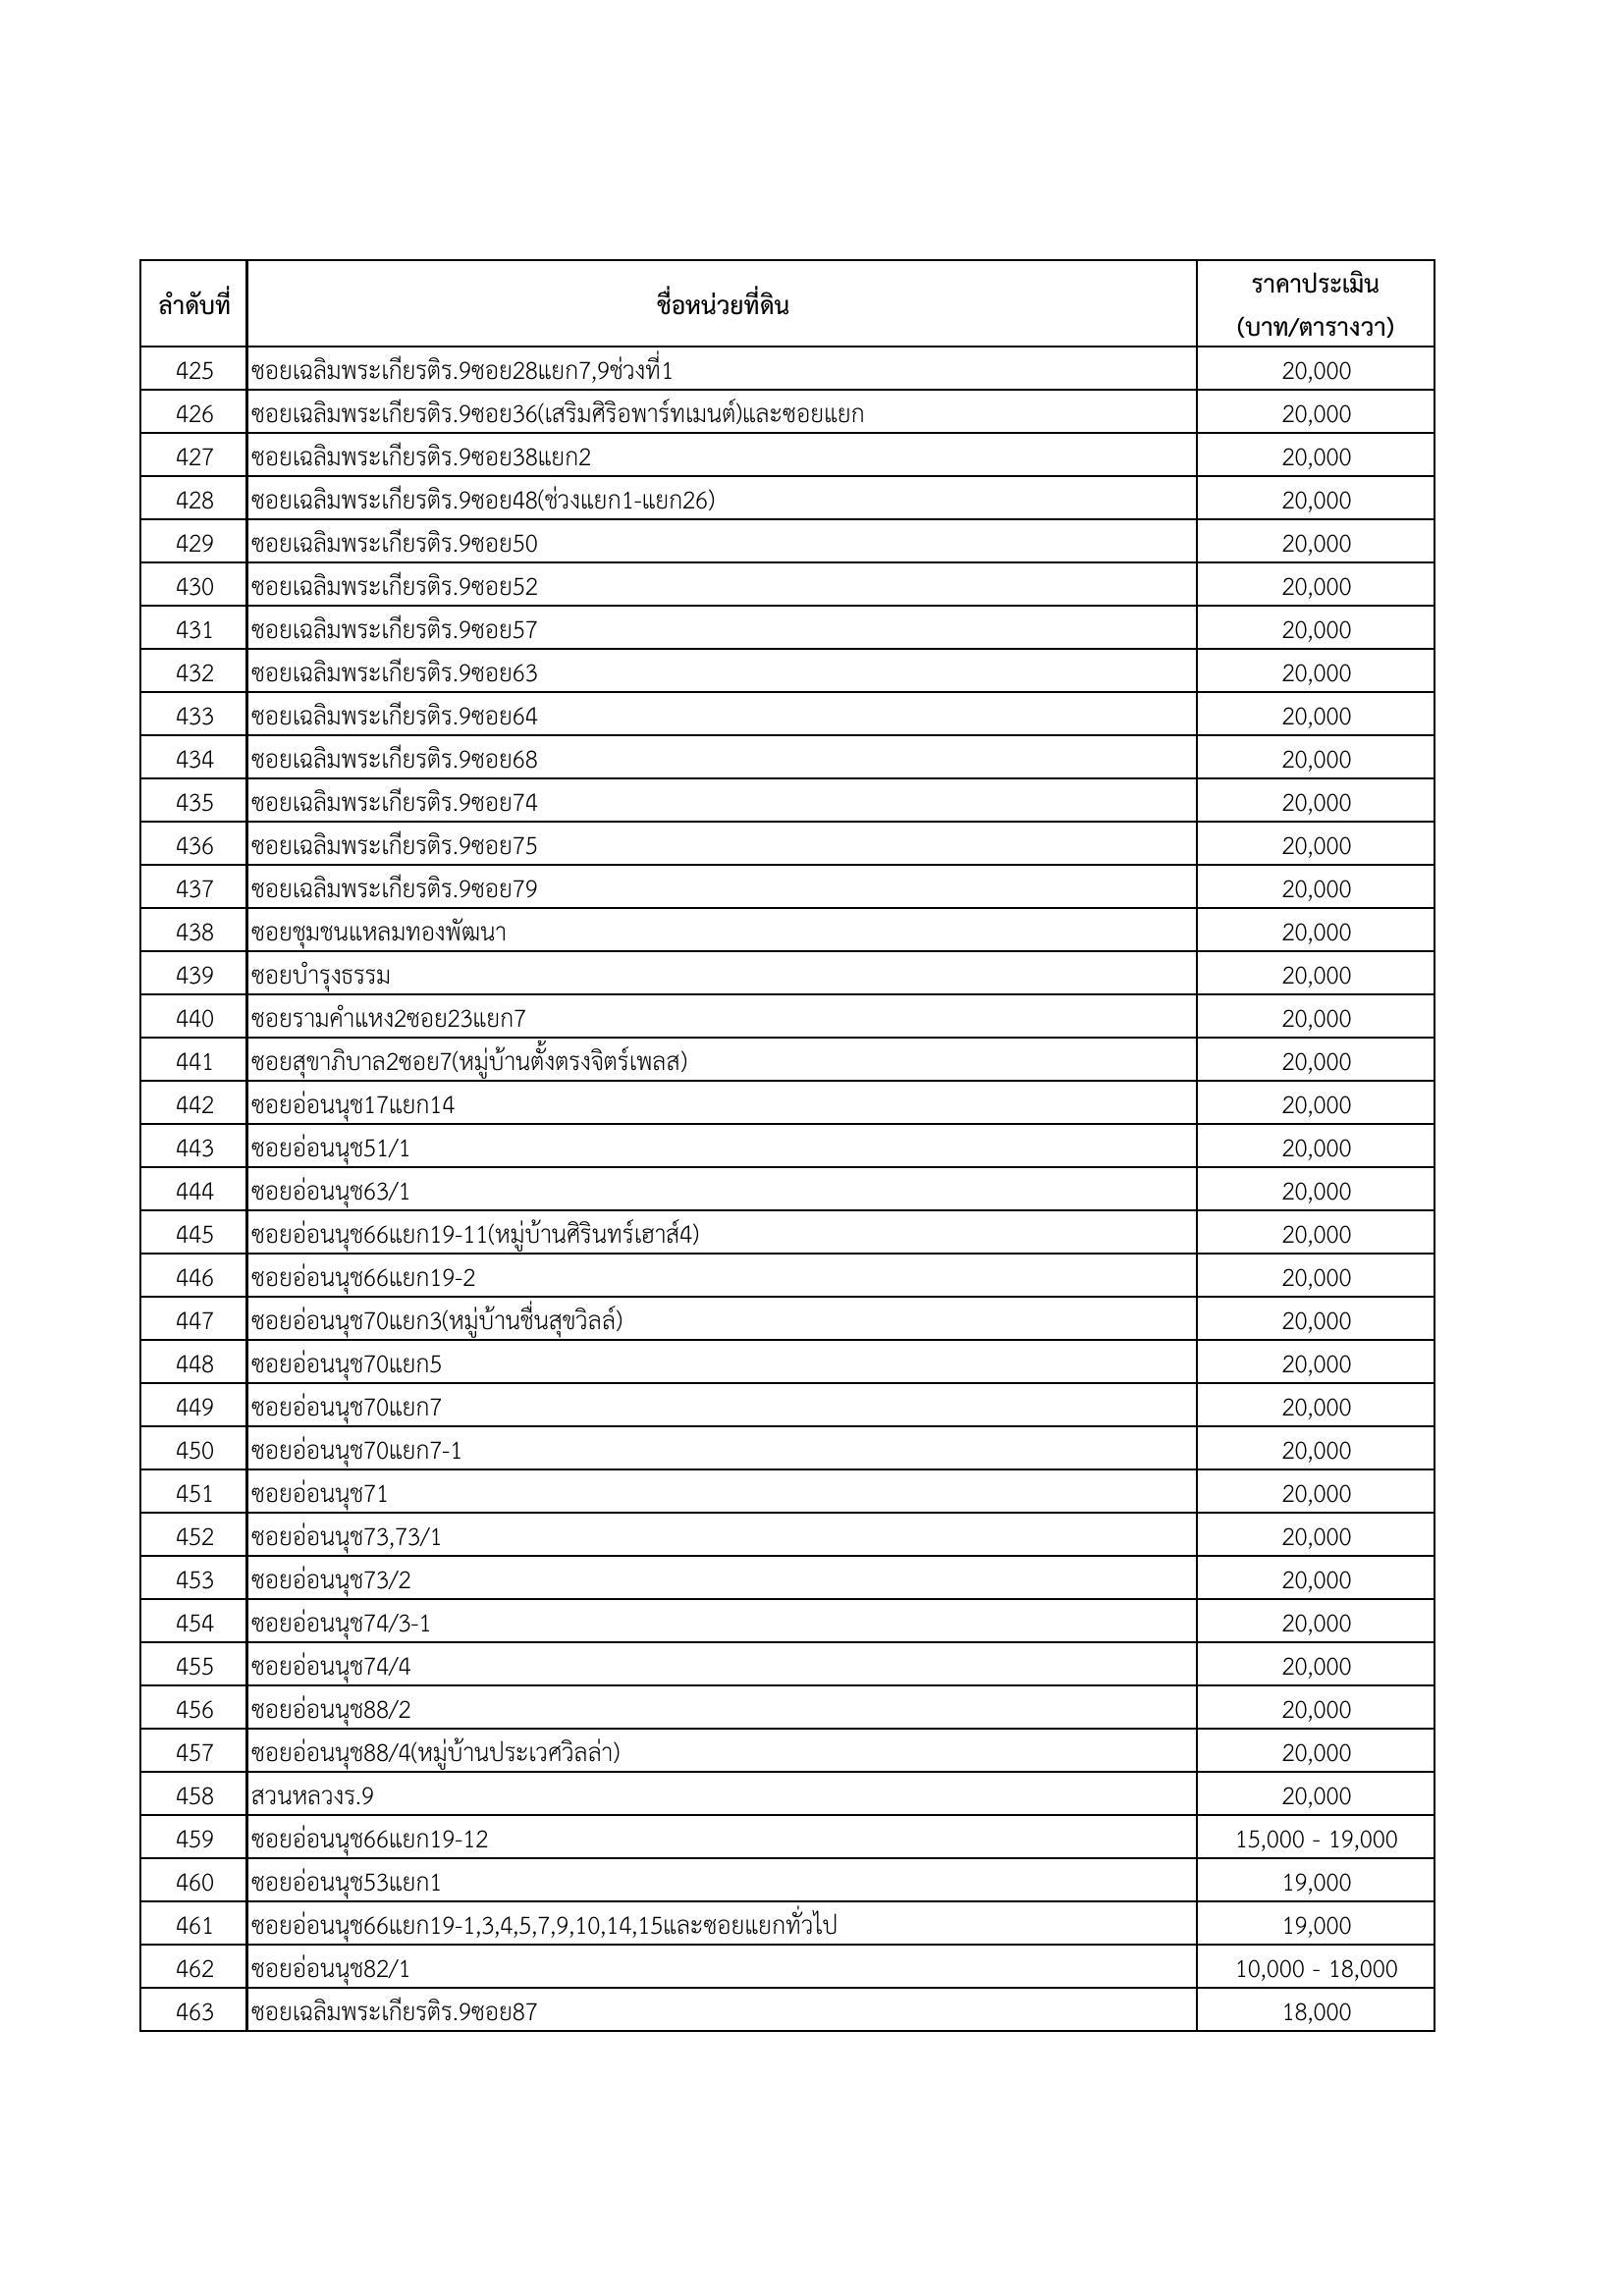 ลำดับที่ ชื่อหน่วยที่ดิน ราคาประเมิน
(บาท/ตารางวา)
425 ซอยเฉลิมพระเกียรติร.9ซอย28แยก7,9ช่วงที่1 20,000
426 ซอยเฉลิมพระเกียรติร.9ซอย36(เสริมศิริอพาร์ทเมนต์)และซอยแยก 20,000
427 ซอยเฉลิมพระเกียรติร.9ซอย38แยก2 20,000
428 ซอยเฉลิมพระเกียรติร.9ซอย48(ช่วงแยก1-แยก26) 20,000
429 ซอยเฉลิมพระเกียรติร.9ซอย50 20,000
430 ซอยเฉลิมพระเกียรติร.9ซอย52 20,000
431 ซอยเฉลิมพระเกียรติร.9ซอย57 20,000
432 ซอยเฉลิมพระเกียรติร.9ซอย63 20,000
433 ซอยเฉลิมพระเกียรติร.9ซอย64 20,000
434 ซอยเฉลิมพระเกียรติร.9ซอย68 20,000
435 ซอยเฉลิมพระเกียรติร.9ซอย74 20,000
436 ซอยเฉลิมพระเกียรติร.9ซอย75 20,000
437 ซอยเฉลิมพระเกียรติร.9ซอย79 20,000
438 ซอยชุมชนแหลมทองพัฒนา 20,000
439 ซอยบำรุงธรรม 20,000
440 ซอยรามคำแหง2ซอย23แยก7 20,000
441 ซอยสุขาภิบาล2ซอย7(หมู่บ้านตั้งตรงจิตร์เพลส) 20,000
442 ซอยอ่อนนุช17แยก14 20,000
443 ซอยอ่อนนุช51/1 20,000
444 ซอยอ่อนนุช63/1 20,000
445 ซอยอ่อนนุช66แยก19-11(หมู่บ้านศิรินทร์เฮาส์4) 20,000
446 ซอยอ่อนนุช66แยก19-2 20,000
447 ซอยอ่อนนุช70แยก3(หมู่บ้านชื่นสุขวิลล์) 20,000
448 ซอยอ่อนนุช70แยก5 20,000
449 ซอยอ่อนนุช70แยก7 20,000
450 ซอยอ่อนนุช70แยก7-1 20,000
451 ซอยอ่อนนุช71 20,000
452 ซอยอ่อนนุช73,73/1 20,000
453 ซอยอ่อนนุช73/2 20,000
454 ซอยอ่อนนุช74/3-1 20,000
455 ซอยอ่อนนุช74/4 20,000
456 ซอยอ่อนนุช88/2 20,000
457 ซอยอ่อนนุช88/4(หมู่บ้านประเวศวิลล่า) 20,000
458 สวนหลวงร.9 20,000
459 ซอยอ่อนนุช66แยก19-12 15,000 - 19,000
460 ซอยอ่อนนุช53แยก1 19,000
461 ซอยอ่อนนุช66แยก19-1,3,4,5,7,9,10,14,15และซอยแยกทั่วไป 19,000
462 ซอยอ่อนนุช82/1 10,000 - 18,000
463 ซอยเฉลิมพระเกียรติร.9ซอย87 18,000